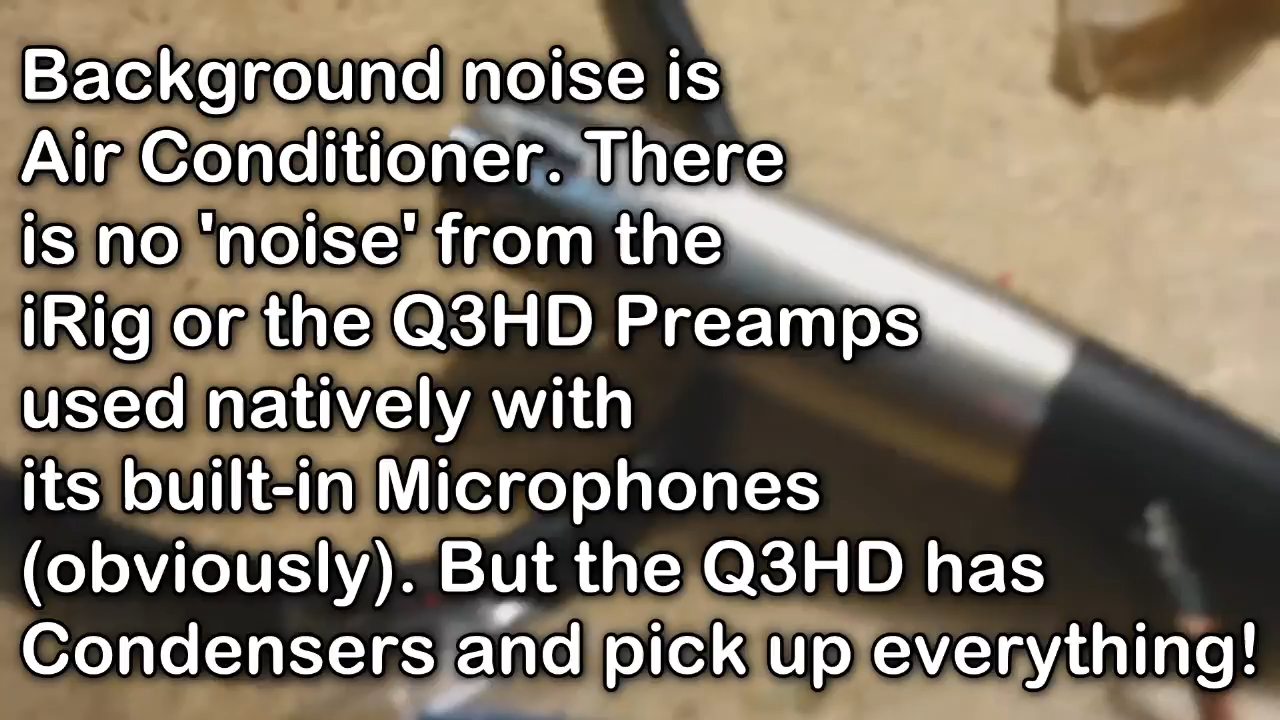 Background noise is
Air Conditioner. There
is no 'noise' from the
iRig or the Q3HD Preamps
used natively with
its built-in Microphones
(obviously). But the Q3HD has
Condensers and pick up everything!